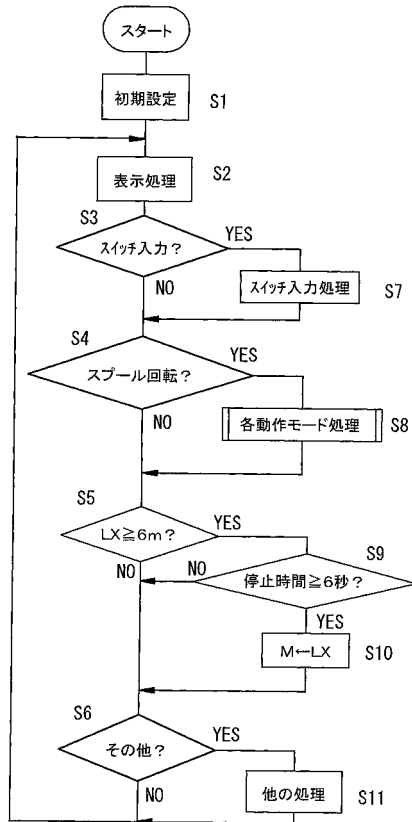 スタート
初期設定 S1
表示処理 S2
S3
スイッチ入力? YES
NO
スイッチ入力処理 S7
S4
スプール回転? YES
NO
各動作モード処理 S8
S5
LX≧6m? YES
NO
S9
停止時間≧6秒? NO
YES
M←LX S10
S6
その他? YES
NO
他の処理 S11